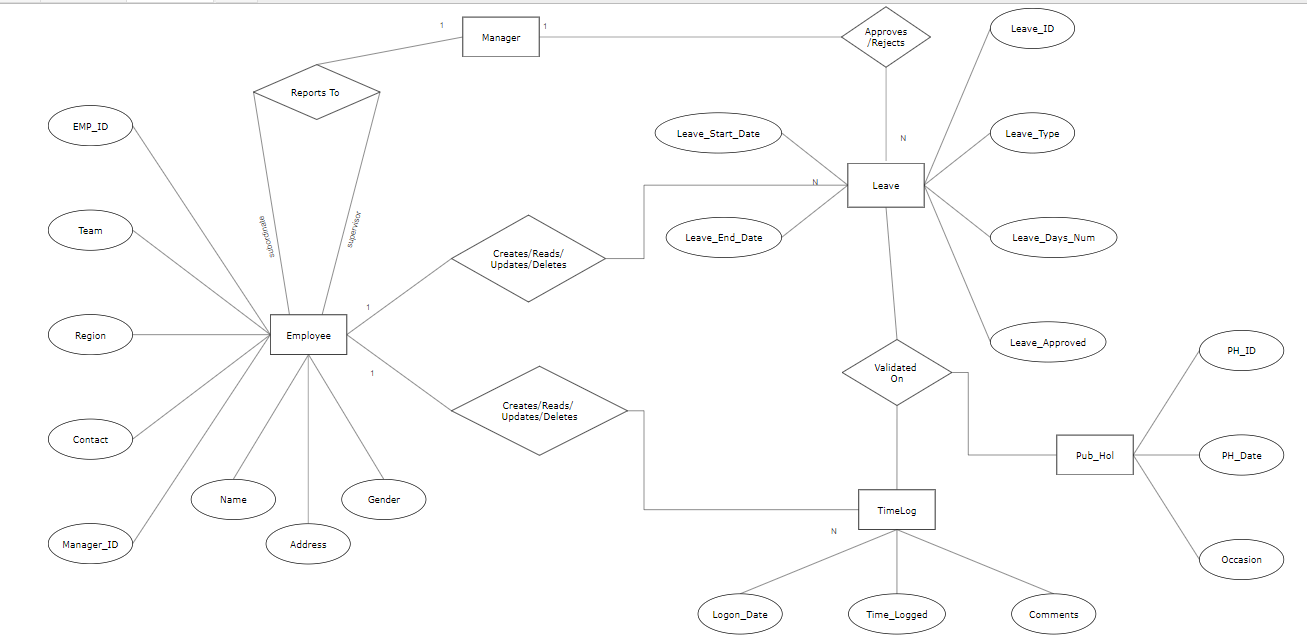 1
Manager
1
Approves
/Rejects
Leave_ID
Reports To
EMP_ID
Leave_Start_Date
N
Leave_Type
N
Leave
Team
subordinate
supervisor
Leave_End_Date
Leave_Days_Num
Creates/Reads/
Updates/Deletes
1
Region
Employee
Leave_Approved
PH_ID
1
Validated
On
Creates/Reads/
Updates/Deletes
Contact
Pub_Hol
PH_Date
Name
Gender
TimeLog
N
Manager_ID
Address
Occasion
Logon_Date
Time_Logged
Comments